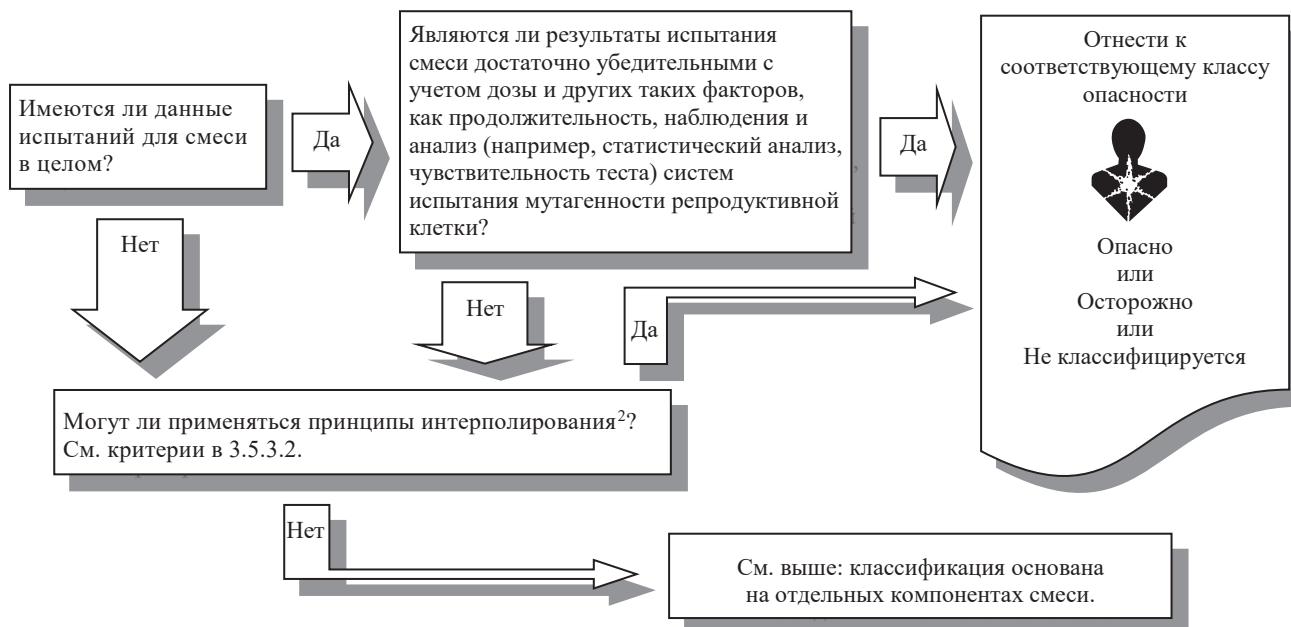 Имеются ли данные
испытаний для смеси
в целом?
Да
Являются ли результаты испытания
смеси достаточно убедительными с
учетом дозы и других таких факторов,
как продолжительность, наблюдения и
анализ (например, статистический анализ,
чувствительность теста) систем
испытания мутагенности репродуктивной
клетки?
Да
Отнести к
соответствующему классу
опасности
Опасно
или
Осторожно
или
Не классифицируется
Нет
Нет
Да
Могут ли применяться принципы интерполирования²?
См. критерии в 3.5.3.2.
Нет
См. выше: классификация основана
на отдельных компонентах смеси.